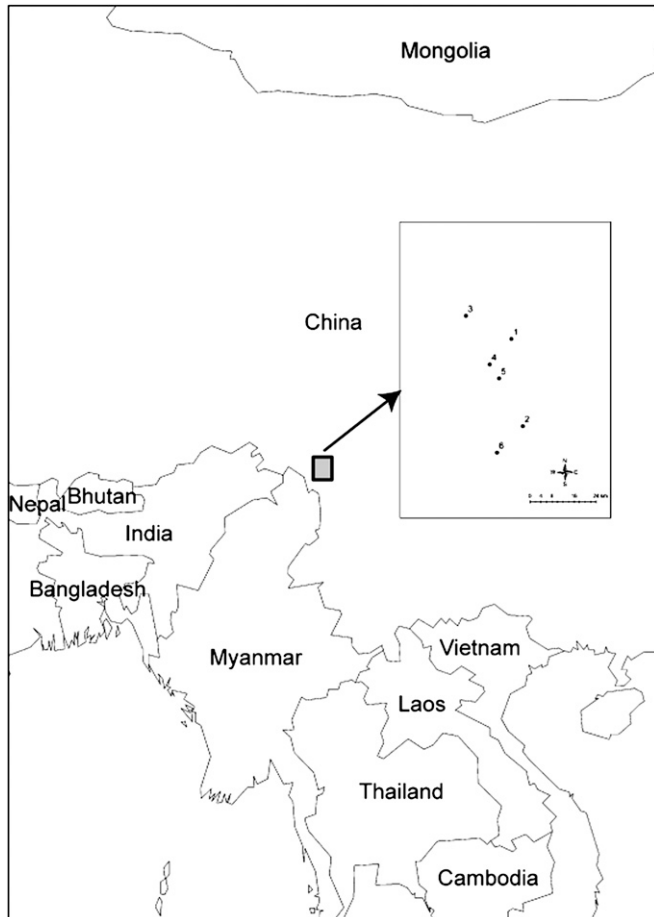 Mongolia
China
3
1
4
5
2
6
N
S
Nepal
Bhutan
India
Bangladesh
Myanmar
Vietnam
Laos
Thailand
Cambodia